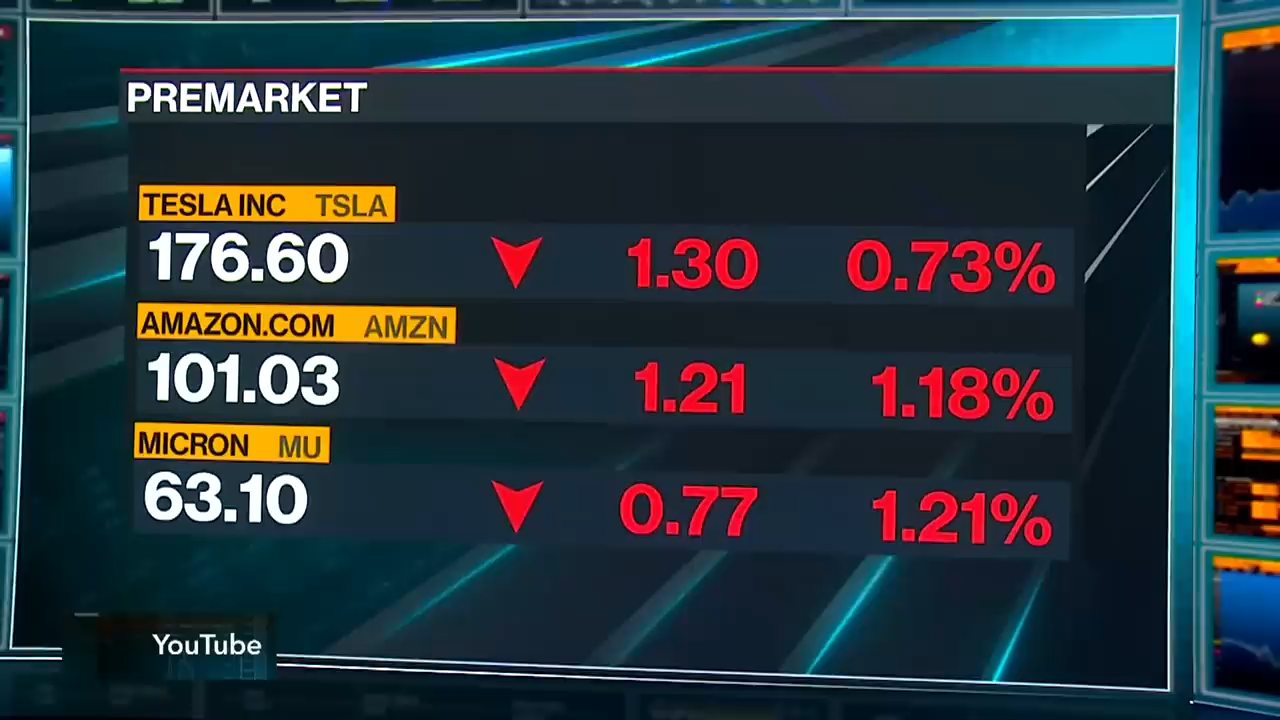 PREMARKET
TESLA INC TSLA
176.60 1.30 0.73%
AMAZON.COM AMZN
101.03 1.21 1.18%
MICRON MU
63.10 0.77 1.21%
YouTube